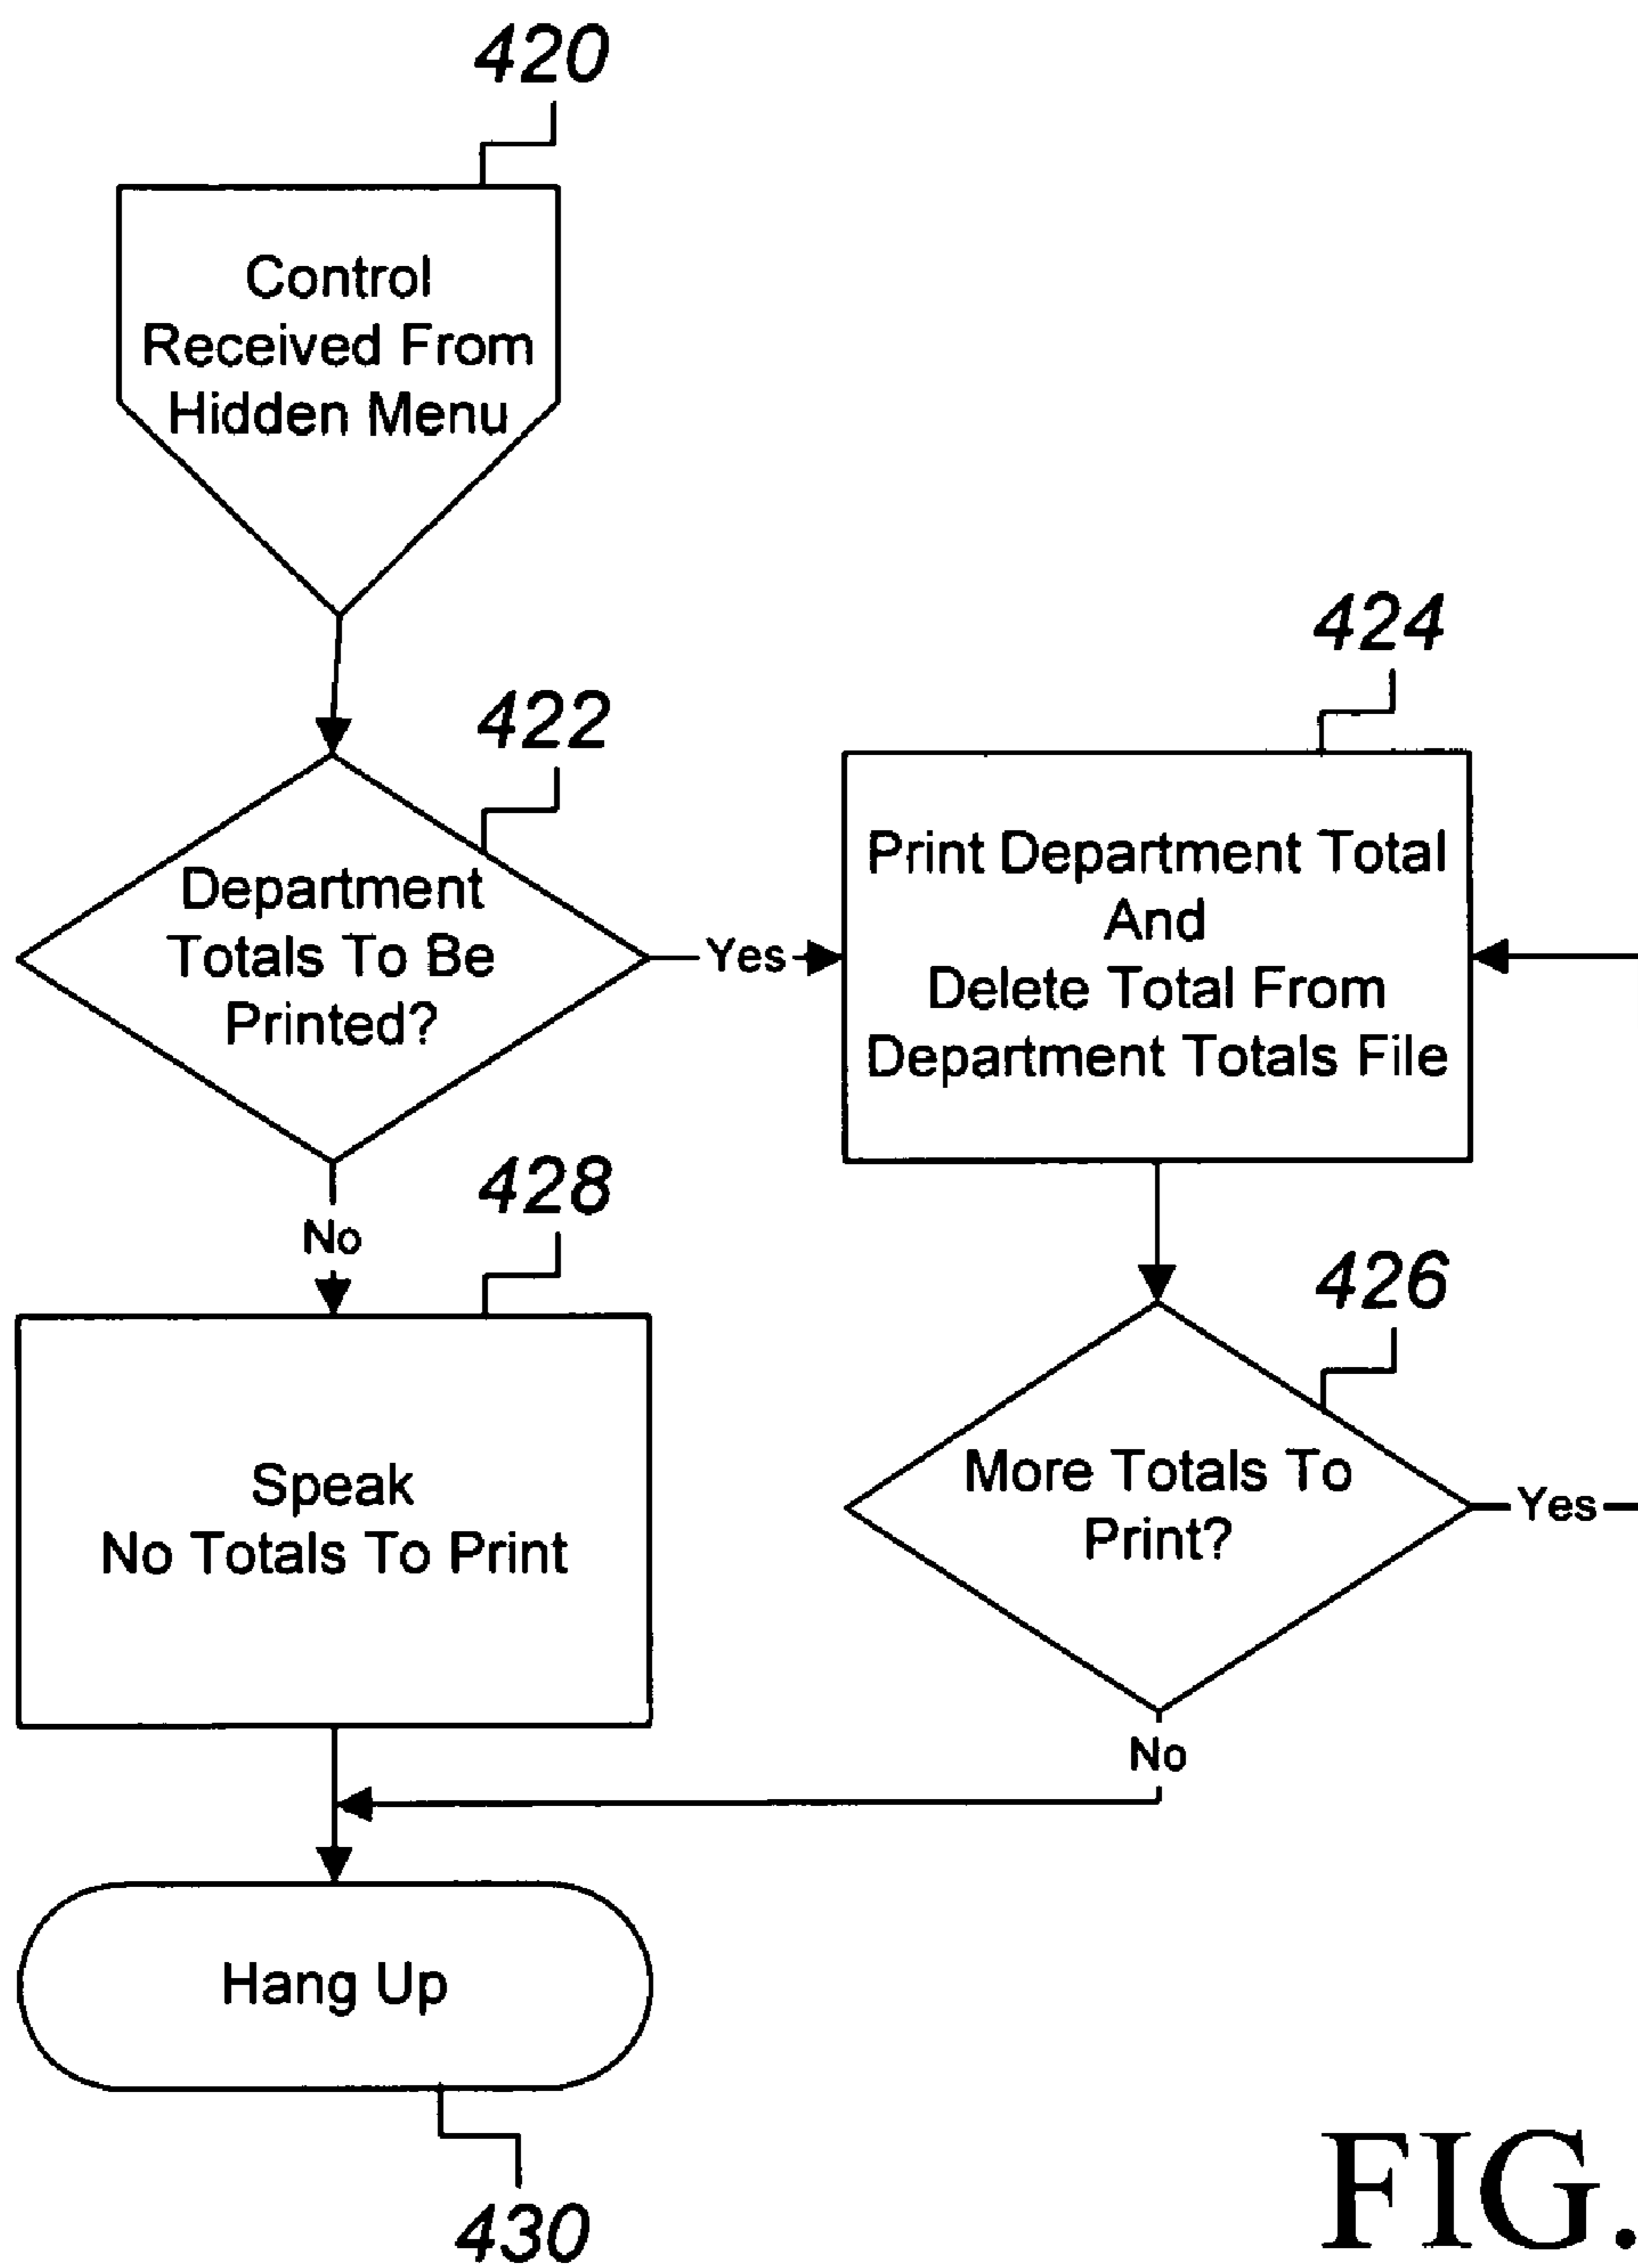 420
Control
Received From
Hidden Menu
422
Department
Totals To Be
Printed?
Yes
424
Print Department Total
And
Delete Total From
Department Totals File
No
428
Speak
No Totals To Print
426
More Totals To
Print?
Yes
No
Hang Up
430
FIG.